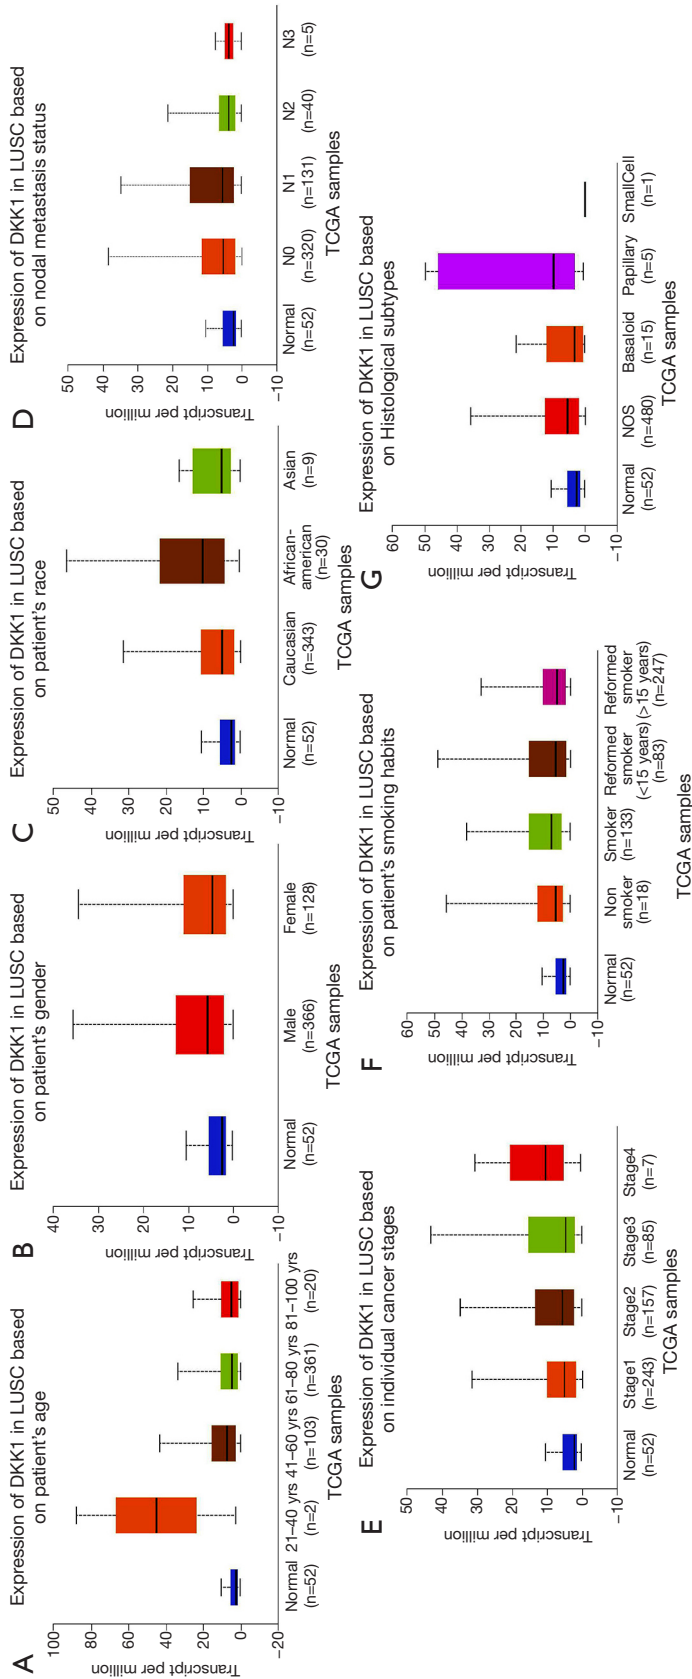 A
Expression of DKK1 in LUSC based
on patient's age
Transcript per million
100
80
60
40
20
0
−20
Normal 21–40 yrs 41–60 yrs 61–80 yrs 81–100 yrs
(n=52) (n=2) (n=103) (n=361) (n=20)
TCGA samples
B
Expression of DKK1 in LUSC based
on patient's gender
Transcript per million
40
30
20
10
0
−10
Normal Male Female
(n=52) (n=366) (n=128)
TCGA samples
C
Expression of DKK1 in LUSC based
on patient's race
Transcript per million
50
40
30
20
10
0
−10
Normal Caucasian African- Asian
(n=52) (n=343) american (n=9)
(n=30)
TCGA samples
D
Expression of DKK1 in LUSC based
on nodal metastasis status
Transcript per million
50
40
30
20
10
0
−10
Normal N0 N1 N2 N3
(n=52) (n=320) (n=131) (n=40) (n=5)
TCGA samples
E
Expression of DKK1 in LUSC based
on individual cancer stages
Transcript per million
50
40
30
20
10
0
−10
Normal Stage1 Stage2 Stage3 Stage4
(n=52) (n=243) (n=157) (n=85) (n=7)
TCGA samples
F
Expression of DKK1 in LUSC based
on patient's smoking habits
Transcript per million
60
50
40
30
20
10
0
−10
Normal Non Smoker Reformed Reformed
(n=52) smoker (n=133) smoker smoker
(n=18) (<15 years) (>15 years)
(n=83) (n=247)
TCGA samples
G
Expression of DKK1 in LUSC based
on Histological subtypes
Transcript per million
60
50
40
30
20
10
0
−10
Normal NOS Basaloid Papillary SmallCell
(n=52) (n=480) (n=15) (n=5) (n=1)
TCGA samples